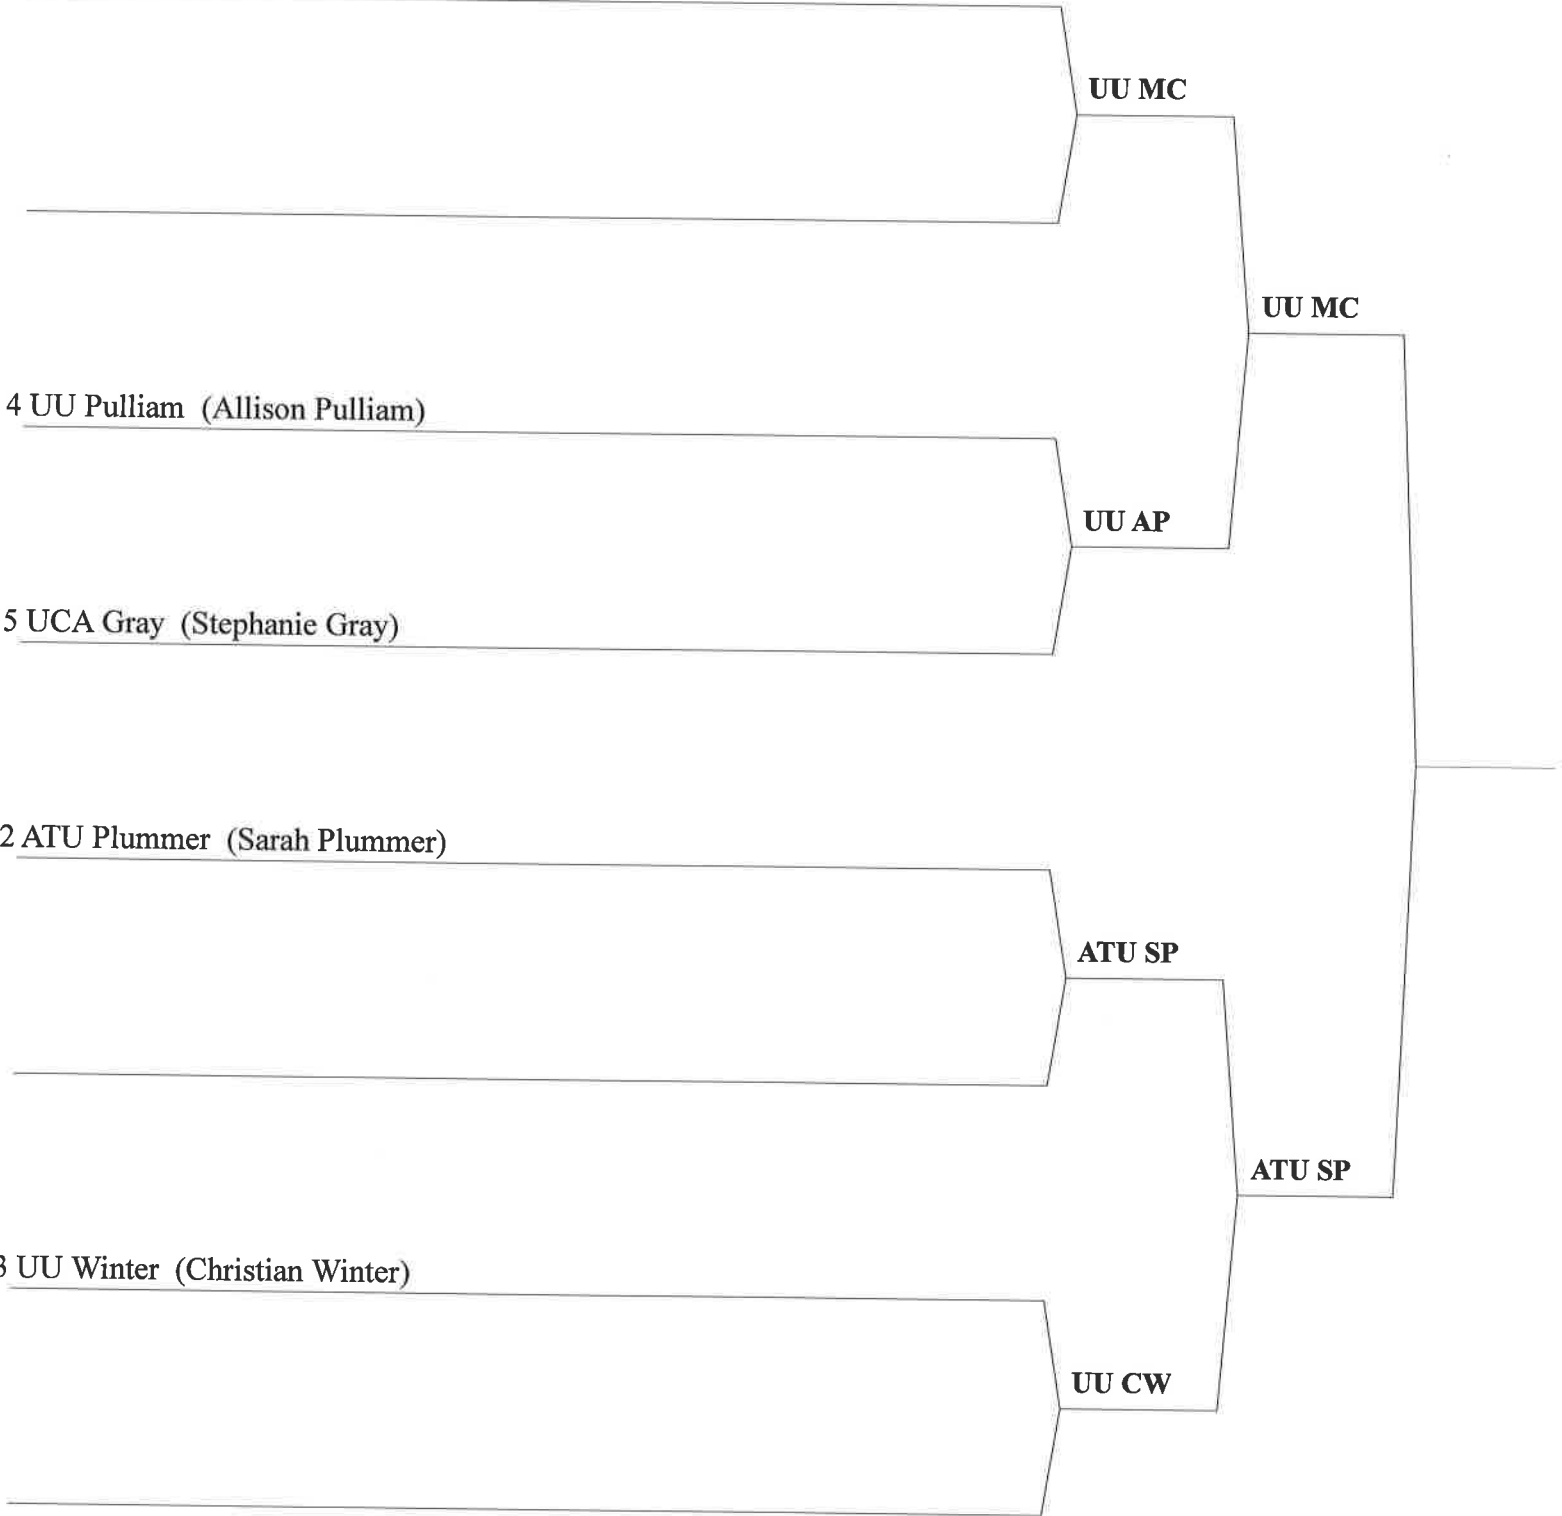 UU MC
UU MC
4 UU Pulliam (Allison Pulliam)
UU AP
5 UCA Gray (Stephanie Gray)
2 ATU Plummer (Sarah Plummer)
ATU SP
ATU SP
3 UU Winter (Christian Winter)
UU CW